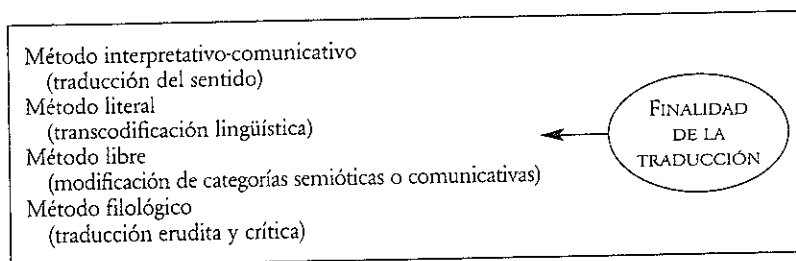 Método interpretativo-comunicativo
(traducción del sentido)
Método literal
(transcodificación lingüística)
Método libre
(modificación de categorías semióticas o comunicativas)
Método filológico
(traducción erudita y crítica)
FINALIDAD
DE LA
TRADUCCIÓN